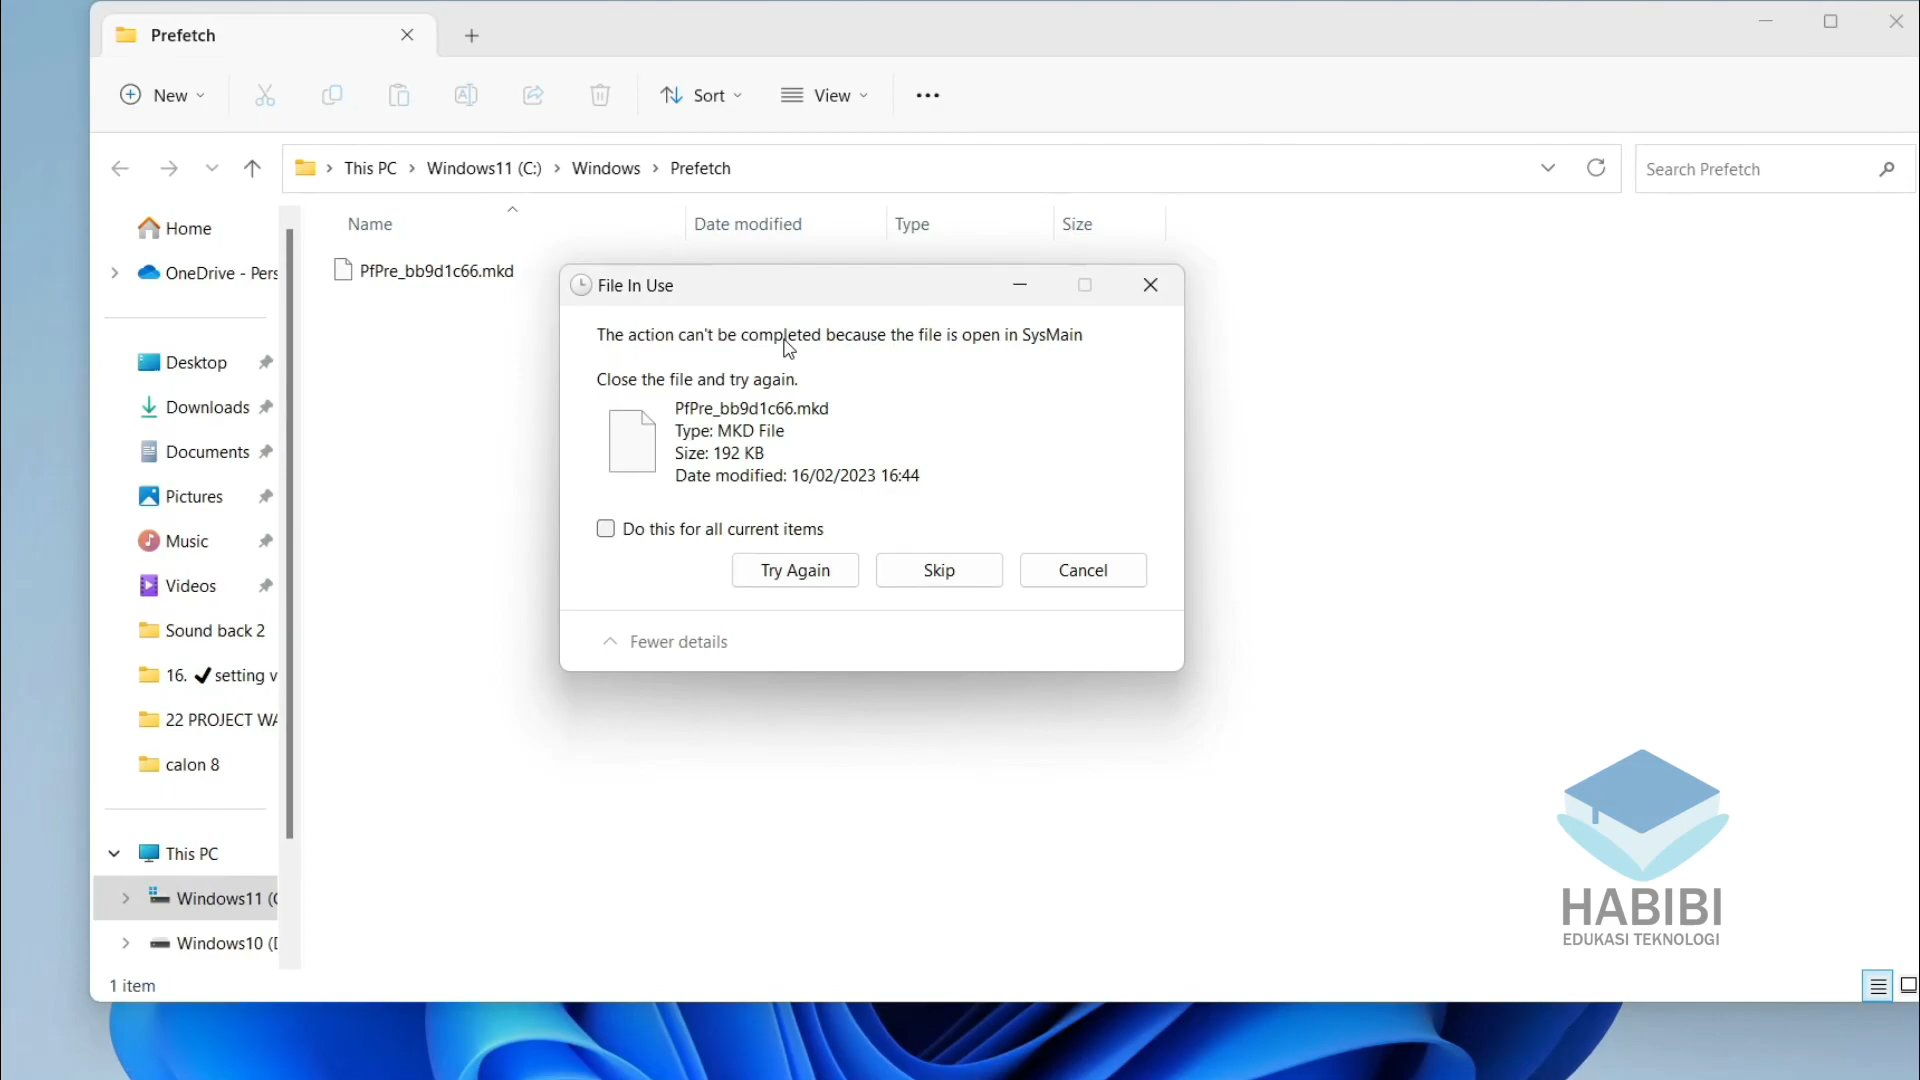 Prefetch
New
Sort
View
This PC
Windows11 (C:)
Windows
Prefetch
Search Prefetch
Name
Date modified
Type
Size
PfPre_bb9d1c66.mkd
Home
OneDrive - Pers
Desktop
Downloads
Documents
Pictures
Music
Videos
Sound back 2
16. ✔setting v
22 PROJECT WA
calon 8
This PC
Windows11 (C
Windows10 (D
1 item
File In Use
The action can't be completed because the file is open in SysMain
Close the file and try again.
PfPre_bb9d1c66.mkd
Type: MKD File
Size: 192 KB
Date modified: 16/02/2023 16:44
Do this for all current items
Try Again
Skip
Cancel
Fewer details
HABIBI
EDUKASI TEKNOLOGI